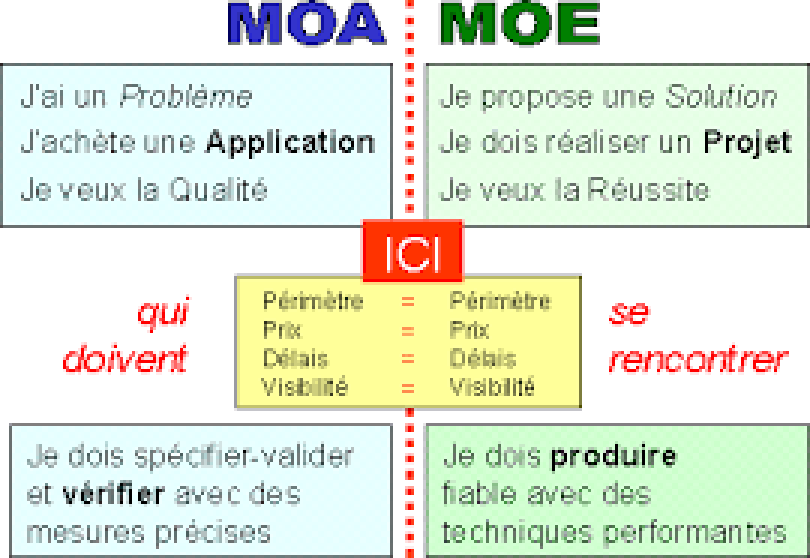 MOA
MOE
J'ai un Problème
J'achète une Application
Je veux la Qualité
Je propose une Solution
Je dois réaliser un Projet
Je veux la Réussite
ICI
qui
doivent
Périmètre = Périmètre
Prix = Prix
Délais = Délais
Visibilité = Visibilité
se
rencontrer
Je dois spécifier-valider
et vérifier avec des
mesures précises
Je dois produire
fiable avec des
techniques performantes